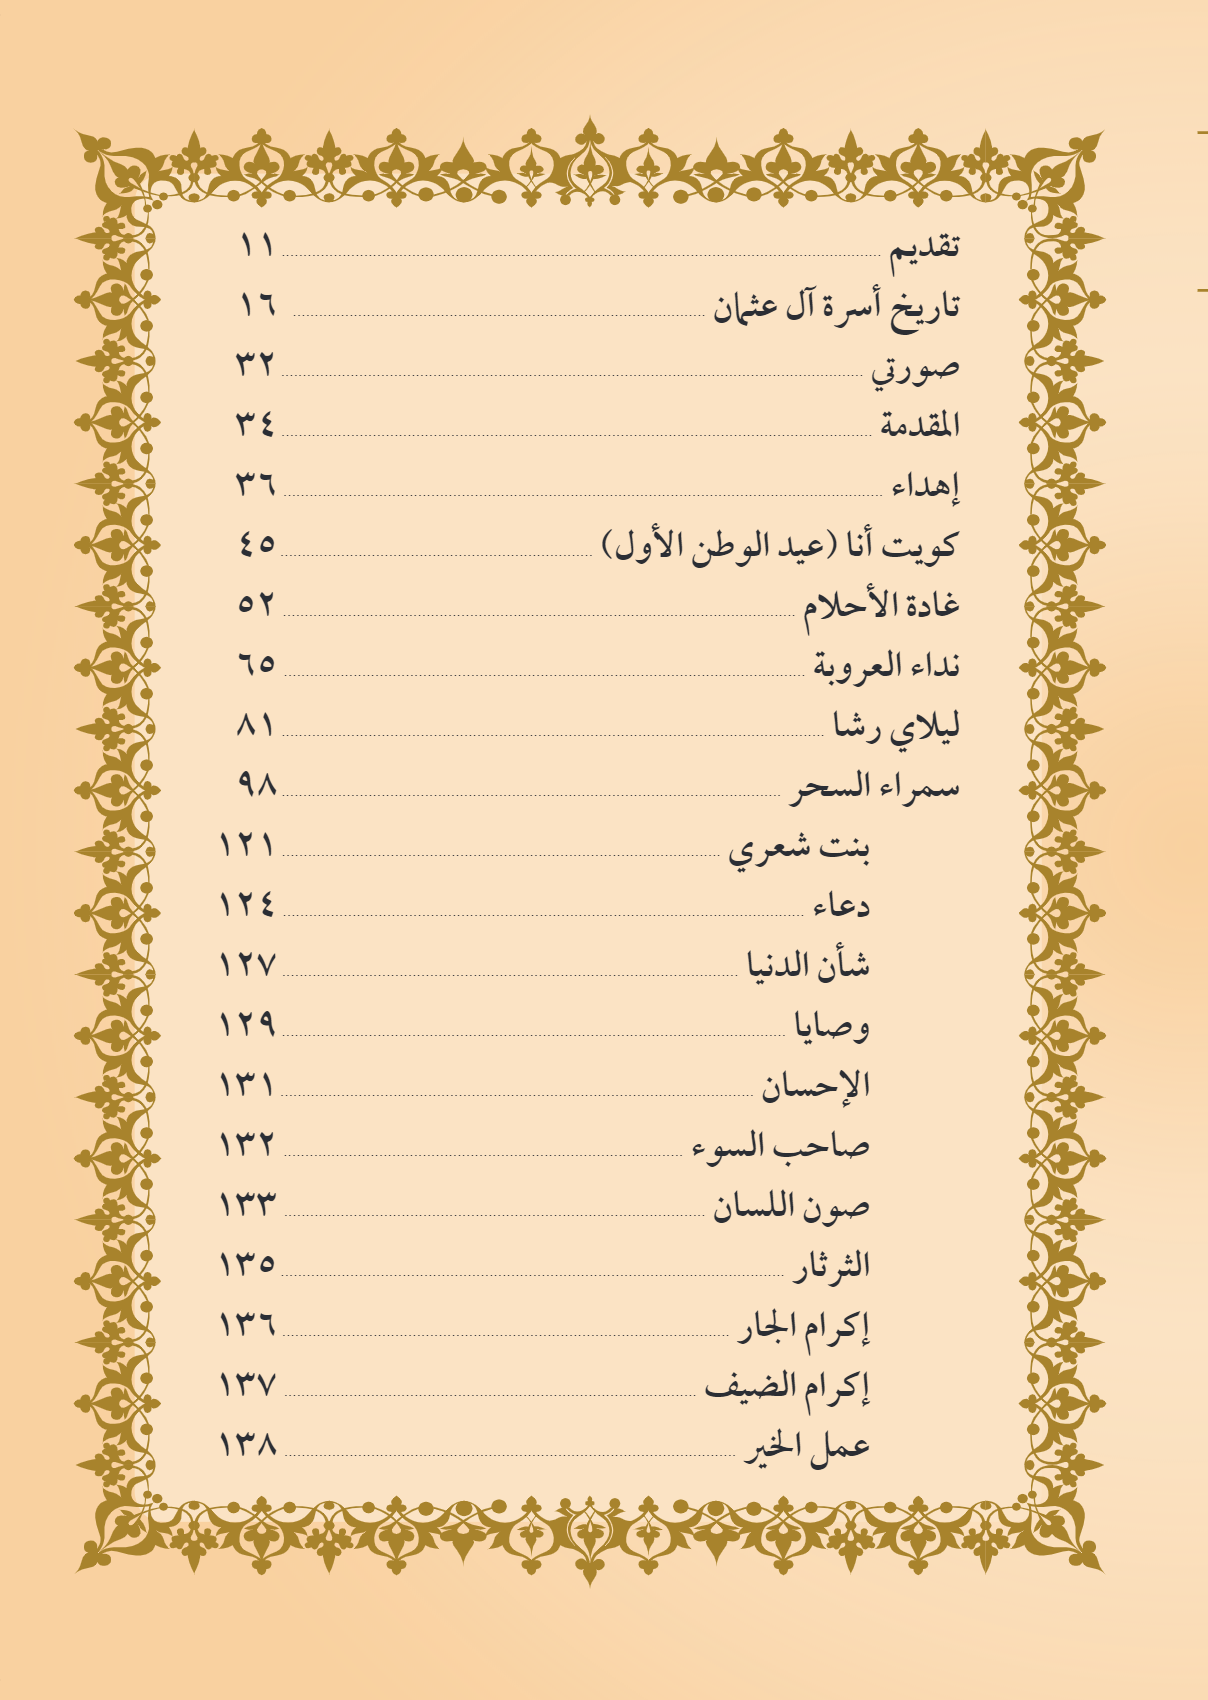 تقديم ........ ١١
تاريخ أسرة آل عثمان ........ ١٦
صورتي ........ ٣٢
المقدمة ........ ٣٤
إهداء ........ ٣٦
كويت أنا (عيد الوطن الأول) ........ ٤٥
غادة الأحلام ........ ٥٢
نداء العروبة ........ ٦٥
ليلاي رشا ........ ٨١
سمراء السحر ........ ٩٨
بنت شعري ........ ١٢١
دعاء ........ ١٢٤
شأن الدنيا ........ ١٢٧
وصايا ........ ١٢٩
الإحسان ........ ١٣١
صاحب السوء ........ ١٣٢
صون اللسان ........ ١٣٣
الثرثار ........ ١٣٥
إكرام الجار ........ ١٣٦
إكرام الضيف ........ ١٣٧
عمل الخير ........ ١٣٨